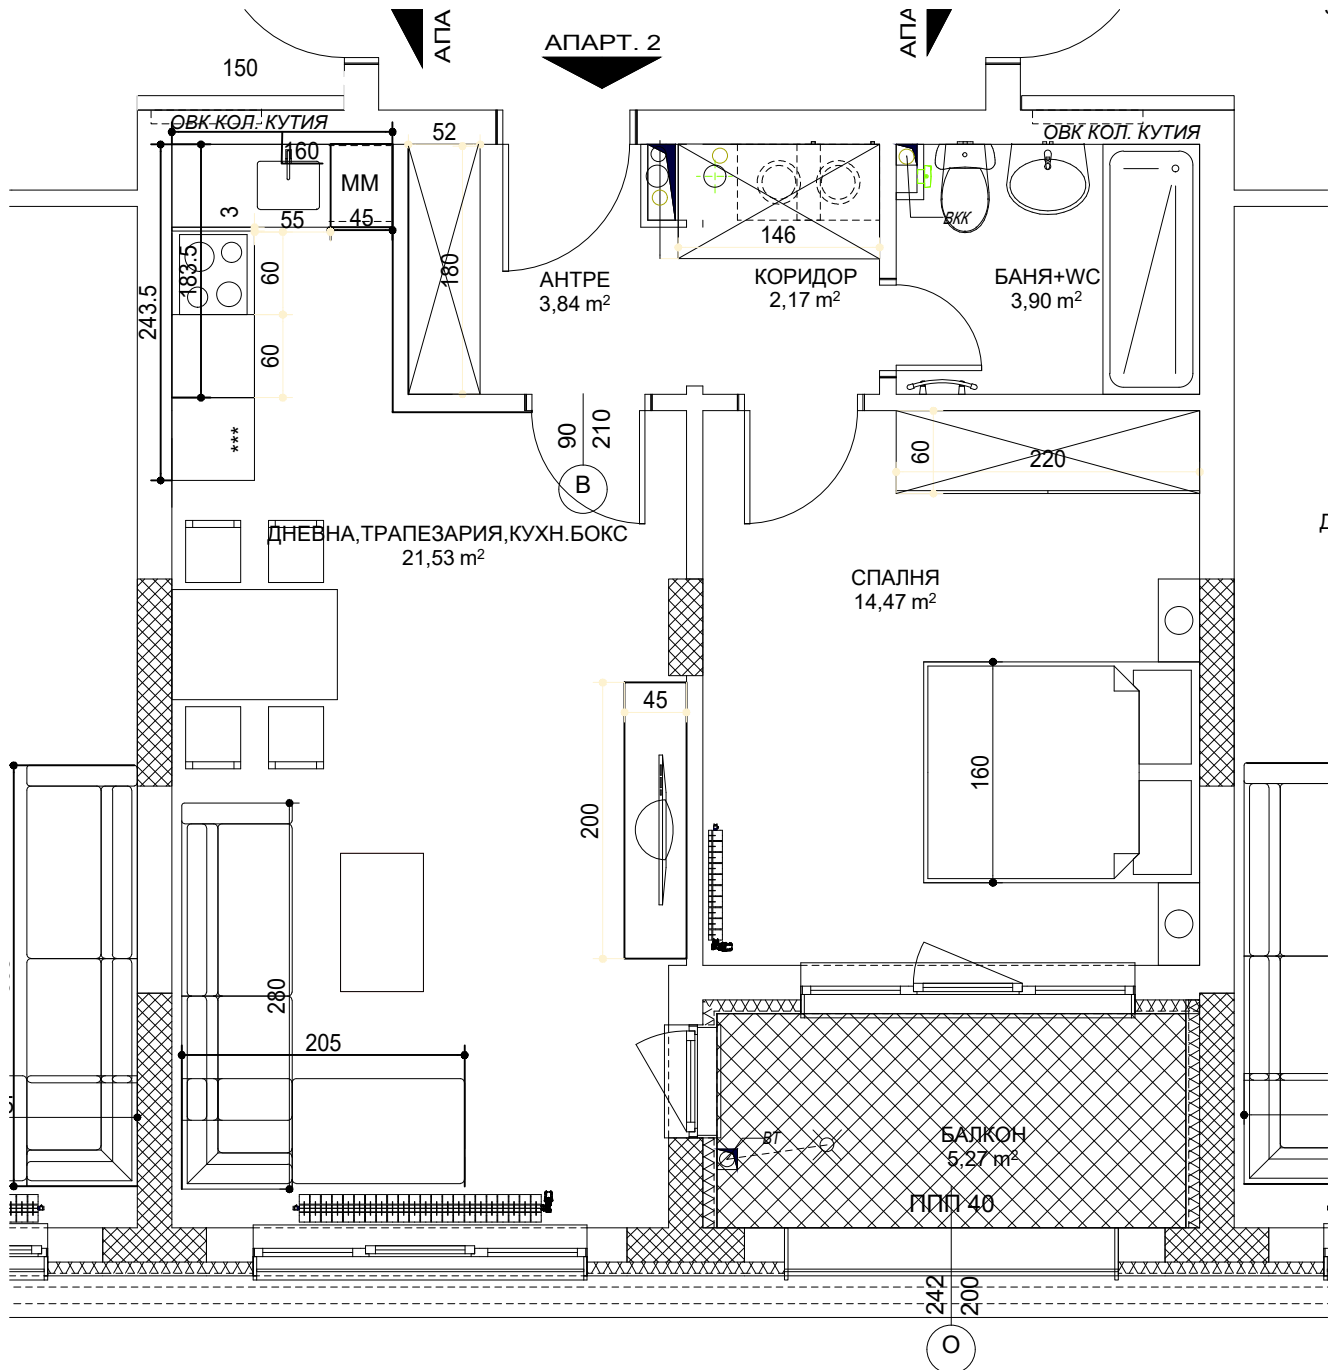 АПА
АПАРТ. 2
АПА
150
ОВК КОЛ. КУТИЯ
ОВК КОЛ. КУТИЯ
160
52
ММ
3
55
45
ВКК
146
183.5
243.5
60
60
180
АНТРЕ
3,84 m²
КОРИДОР
2,17 m²
БАНЯ+WC
3,90 m²
***
90
210
В
60
220
ДНЕВНА,ТРАПЕЗАРИЯ,КУХН.БОКС
21,53 m²
СПАЛНЯ
14,47 m²
45
200
160
280
205
ВТ
БАЛКОН
5,27 m²
ППП 40
242
200
О